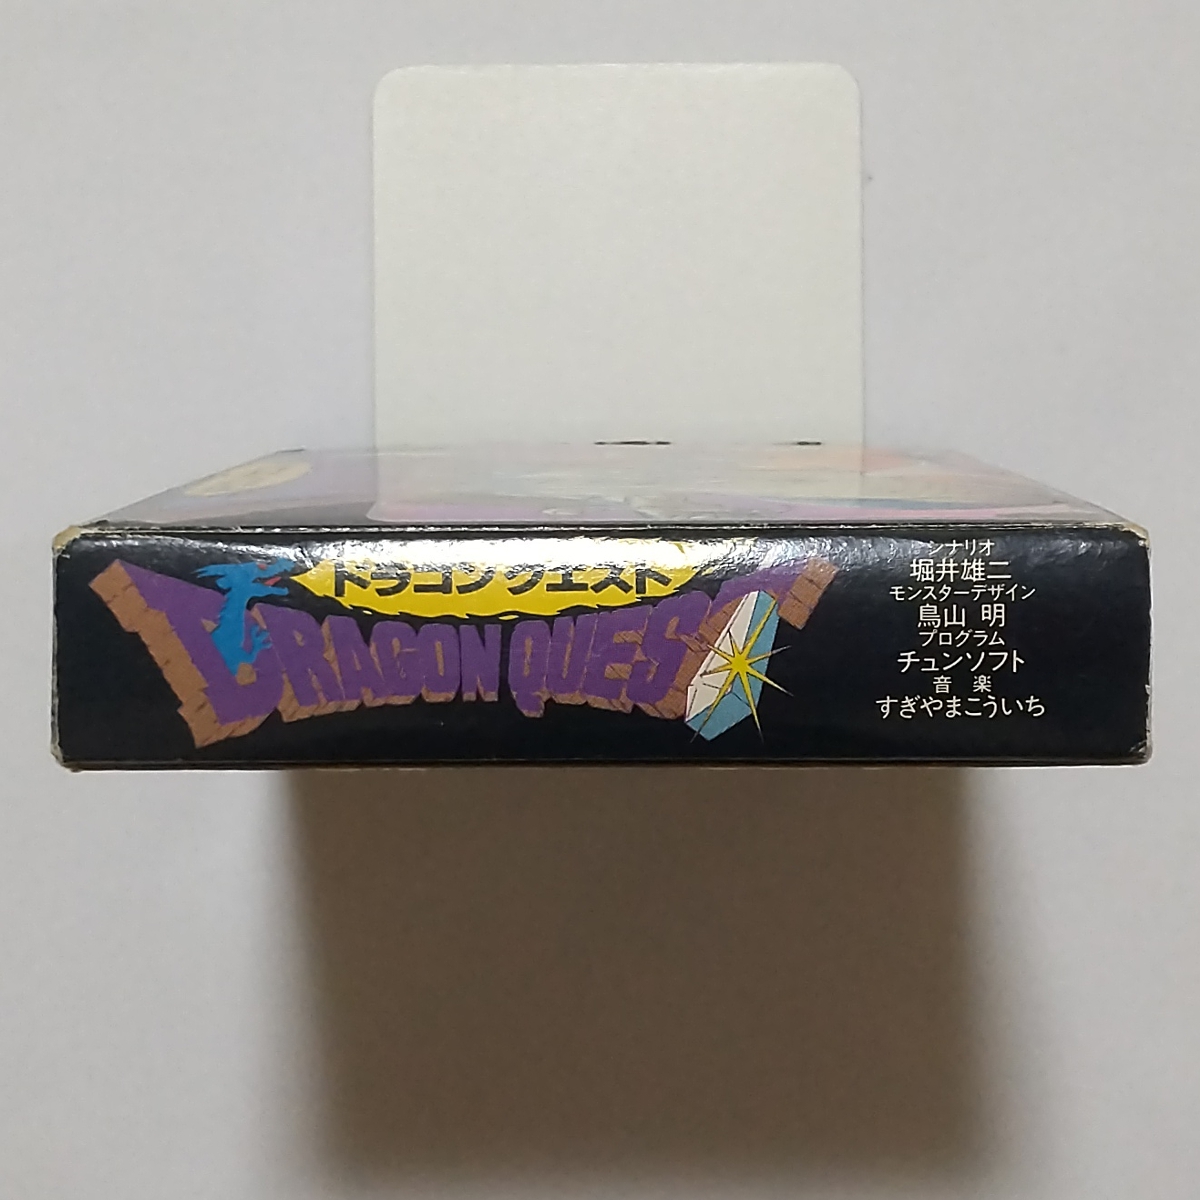 ドラゴンクエスト
DRAGON QUEST
シナリオ
堀井雄二
モンスターデザイン
鳥山 明
プログラム
チュンソフト
音 楽
すぎやまこういち